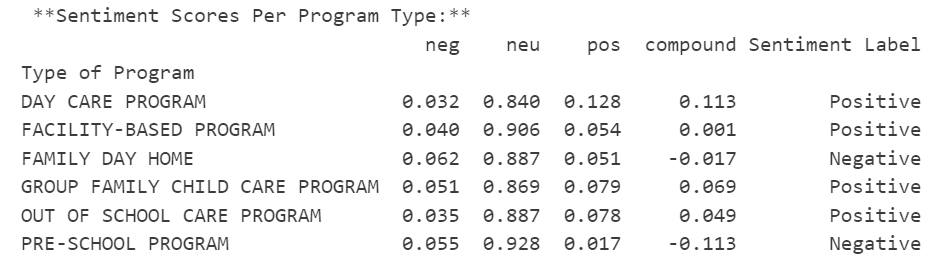 **Sentiment Scores Per Program Type:**
neg neu pos compound Sentiment Label
Type of Program
DAY CARE PROGRAM 0.032 0.840 0.128 0.113 Positive
FACILITY-BASED PROGRAM 0.040 0.906 0.054 0.001 Positive
FAMILY DAY HOME 0.062 0.887 0.051 -0.017 Negative
GROUP FAMILY CHILD CARE PROGRAM 0.051 0.869 0.079 0.069 Positive
OUT OF SCHOOL CARE PROGRAM 0.035 0.887 0.078 0.049 Positive
PRE-SCHOOL PROGRAM 0.055 0.928 0.017 -0.113 Negative